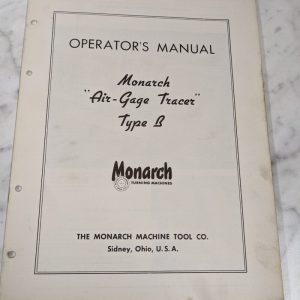 OPERATOR'S MANUAL
Monarch
"Air-Gage Tracer"
Type B
Monarch
TURNING MACHINES
THE MONARCH MACHINE TOOL CO.
Sidney, Ohio, U.S.A.